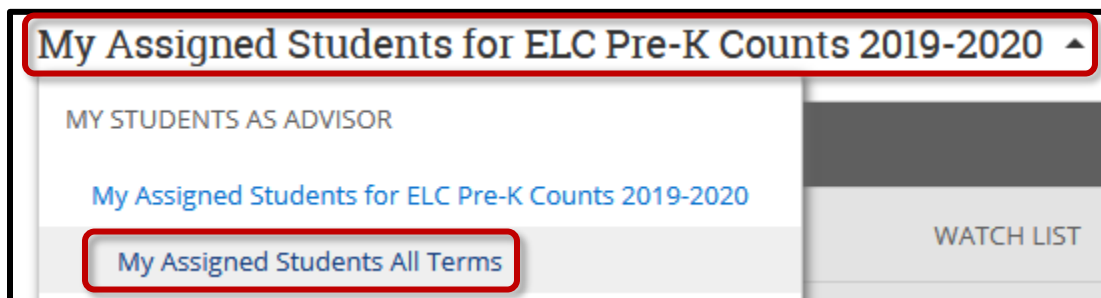 My Assigned Students for ELC Pre-K Counts 2019-2020
MY STUDENTS AS ADVISOR
My Assigned Students for ELC Pre-K Counts 2019-2020
WATCH LIST
My Assigned Students All Terms